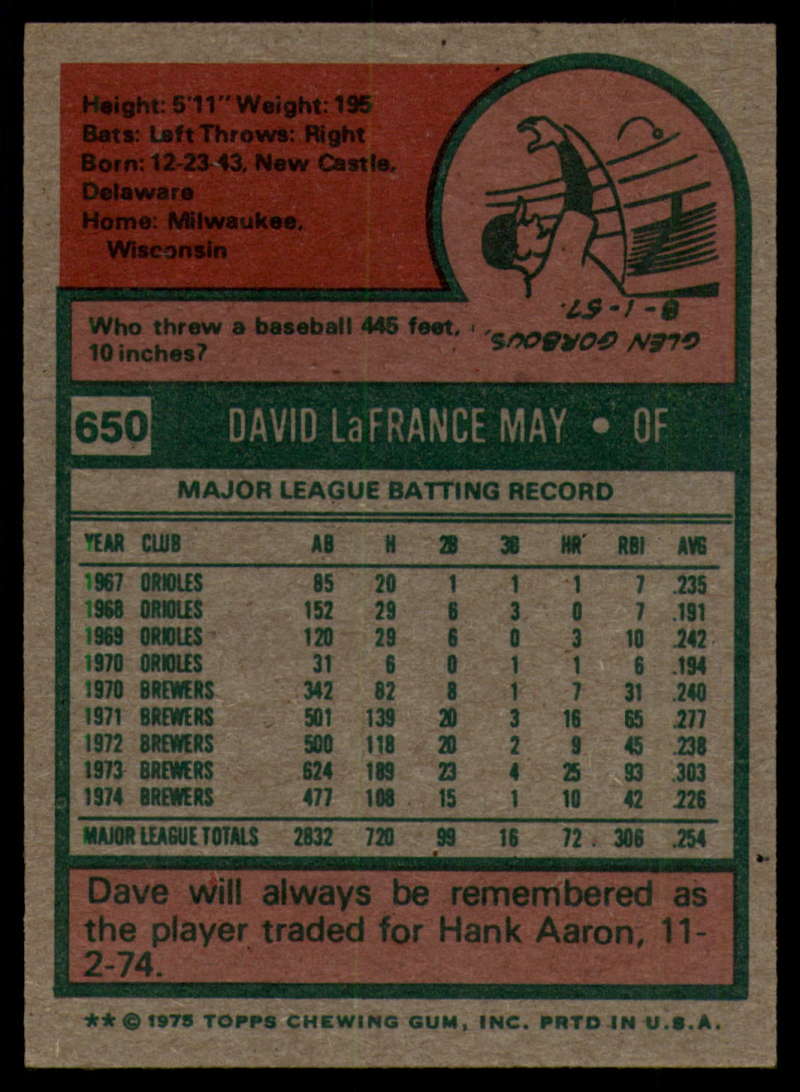 Height: 5'11" Weight: 195
Bats: Left Throws: Right
Born: 12-23-43, New Castle,
Delaware
Home: Milwaukee,
Wisconsin
Who threw a baseball 445 feet,
10 inches?
GLEN GORBOUS,
8-1-57.
650 DAVID LaFRANCE MAY • OF
MAJOR LEAGUE BATTING RECORD
YEAR CLUB AB H 2B 3B HR RBI AVG
1967 ORIOLES 85 20 1 1 1 7 .235
1968 ORIOLES 152 29 6 3 0 7 .191
1969 ORIOLES 120 29 6 0 3 10 .242
1970 ORIOLES 31 6 0 1 1 6 .194
1970 BREWERS 342 82 8 1 7 31 .240
1971 BREWERS 501 139 20 3 16 65 .277
1972 BREWERS 500 118 20 2 9 45 .238
1973 BREWERS 624 189 23 4 25 93 .303
1974 BREWERS 477 108 15 1 10 42 .226
MAJOR LEAGUE TOTALS 2832 720 99 16 72 306 .254
Dave will always be remembered as
the player traded for Hank Aaron, 11-
2-74.
** © 1975 TOPPS CHEWING GUM, INC. PRTD IN U.S.A.